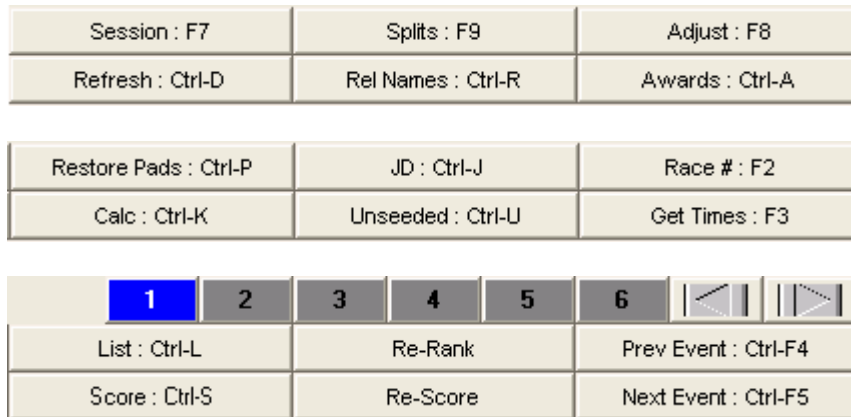 Session : F7 Splits : F9 Adjust : F8
Refresh : Ctrl-D Rel Names : Ctrl-R Awards : Ctrl-A
Restore Pads : Ctrl-P JD : Ctrl-J Race # : F2
Calc : Ctrl-K Unseeded : Ctrl-U Get Times : F3
1 2 3 4 5 6
List : Ctrl-L Re-Rank Prev Event : Ctrl-F4
Score : Ctrl-S Re-Score Next Event : Ctrl-F5